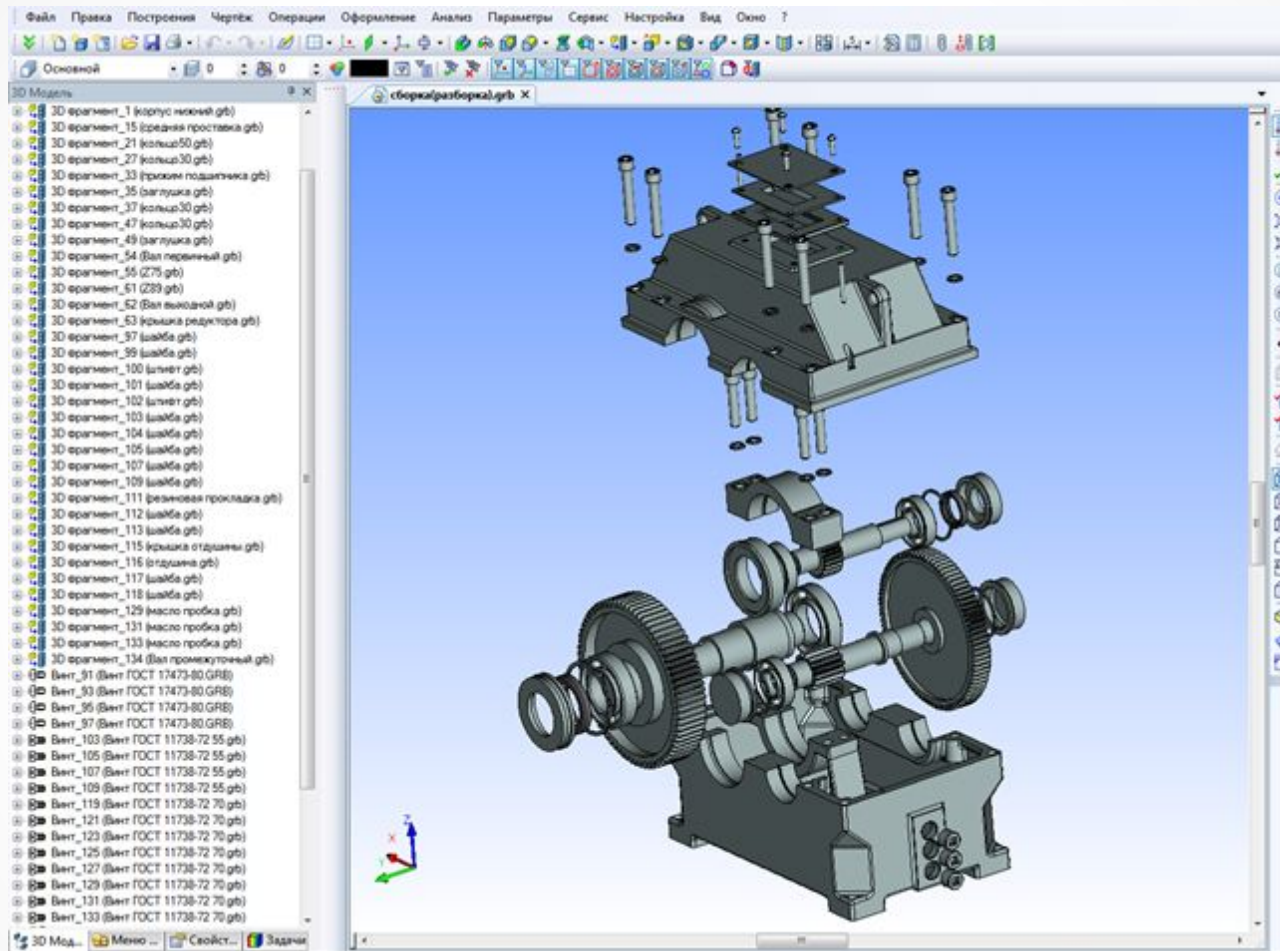 Файл Правка Построения Чертёж Операции Оформление Анализ Параметры Сервис Настройка Вид Окно ?
Основной 0 0
3D Модель
сборка(разборка).grb X
3D фрагмент_1 (корпус нижний.grb)
3D фрагмент_15 (средняя проставка.grb)
3D фрагмент_21 (кольцо50.grb)
3D фрагмент_27 (кольцо30.grb)
3D фрагмент_33 (прижим подшипника.grb)
3D фрагмент_35 (заглушка.grb)
3D фрагмент_37 (кольцо30.grb)
3D фрагмент_47 (кольцо30.grb)
3D фрагмент_49 (заглушка.grb)
3D фрагмент_54 (Вал первичный.grb)
3D фрагмент_55 (Z75.grb)
3D фрагмент_61 (Z89.grb)
3D фрагмент_62 (Вал выходной.grb)
3D фрагмент_63 (крышка редуктора.grb)
3D фрагмент_97 (шайба.grb)
3D фрагмент_99 (шайба.grb)
3D фрагмент_100 (штифт.grb)
3D фрагмент_101 (шайба.grb)
3D фрагмент_102 (штифт.grb)
3D фрагмент_103 (шайба.grb)
3D фрагмент_104 (шайба.grb)
3D фрагмент_105 (шайба.grb)
3D фрагмент_107 (шайба.grb)
3D фрагмент_109 (шайба.grb)
3D фрагмент_111 (резиновая прокладка.grb)
3D фрагмент_112 (шайба.grb)
3D фрагмент_113 (шайба.grb)
3D фрагмент_115 (крышка отдушины.grb)
3D фрагмент_116 (отдушина.grb)
3D фрагмент_117 (шайба.grb)
3D фрагмент_118 (шайба.grb)
3D фрагмент_129 (масло пробка.grb)
3D фрагмент_131 (масло пробка.grb)
3D фрагмент_133 (масло пробка.grb)
3D фрагмент_134 (Вал промежуточный.grb)
Винт_91 (Винт ГОСТ 17473-80.GRB)
Винт_93 (Винт ГОСТ 17473-80.GRB)
Винт_95 (Винт ГОСТ 17473-80.GRB)
Винт_97 (Винт ГОСТ 17473-80.GRB)
Винт_103 (Винт ГОСТ 11738-72 55.grb)
Винт_105 (Винт ГОСТ 11738-72 55.grb)
Винт_107 (Винт ГОСТ 11738-72 55.grb)
Винт_109 (Винт ГОСТ 11738-72 55.grb)
Винт_119 (Винт ГОСТ 11738-72 70.grb)
Винт_121 (Винт ГОСТ 11738-72 70.grb)
Винт_123 (Винт ГОСТ 11738-72 70.grb)
Винт_125 (Винт ГОСТ 11738-72 70.grb)
Винт_127 (Винт ГОСТ 11738-72 70.grb)
Винт_129 (Винт ГОСТ 11738-72 70.grb)
Винт_131 (Винт ГОСТ 11738-72 70.grb)
Винт_133 (Винт ГОСТ 11738-72 70.grb)
Z
X
Y
3D Мод... Меню ... Свойст... Задачи